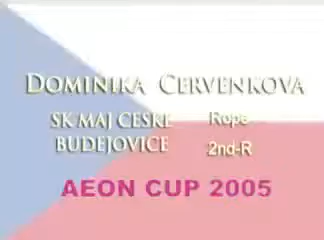 DOMINIKA CERVENKOVA
SK MAJ CESKE
BUDEJOVICE
Rope
2nd-R
AEON CUP 2005